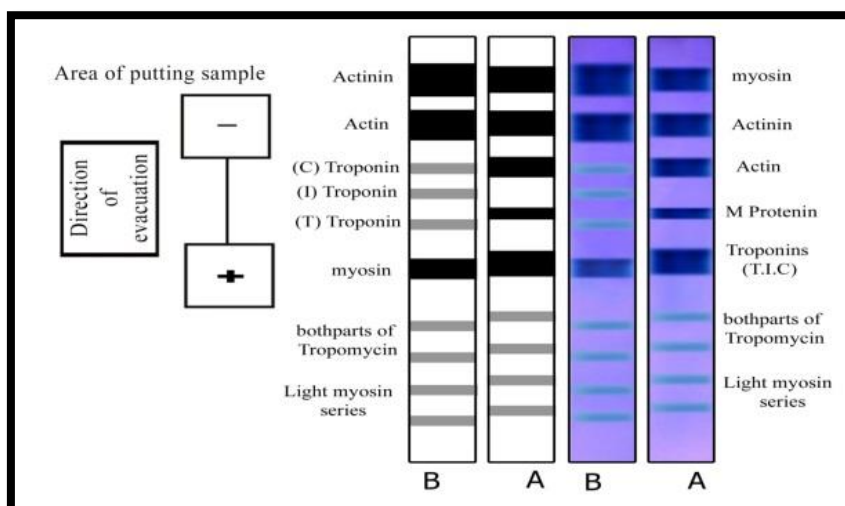 Area of putting sample
−
Direction
of
evacuation
+
Actinin
Actin
(C) Troponin
(I) Troponin
(T) Troponin
myosin
bothparts of
Tropomycin
Light myosin
series
myosin
Actinin
Actin
M Protenin
Troponins
(T.I.C)
bothparts of
Tropomycin
Light myosin
series
B
A
B
A